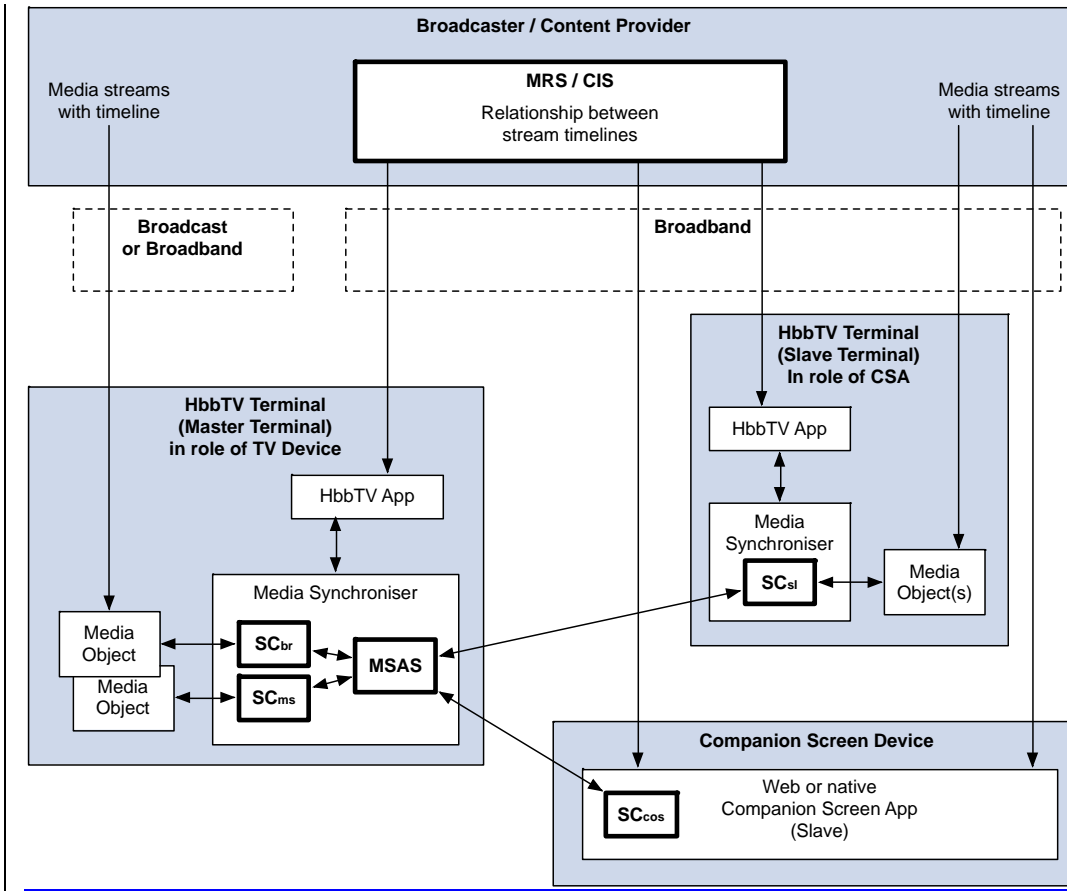 Broadcaster / Content Provider
Media streams
with timeline
MRS / CIS
Relationship between
stream timelines
Media streams
with timeline
Broadcast
or Broadband
Broadband
HbbTV Terminal
(Slave Terminal)
In role of CSA
HbbTV App
Media
Synchroniser
SCsl
Media
Object(s)
HbbTV Terminal
(Master Terminal)
in role of TV Device
HbbTV App
Media Synchroniser
Media
Object
SCbr
MSAS
Media
Object
SCms
Companion Screen Device
SCcos
Web or native
Companion Screen App
(Slave)